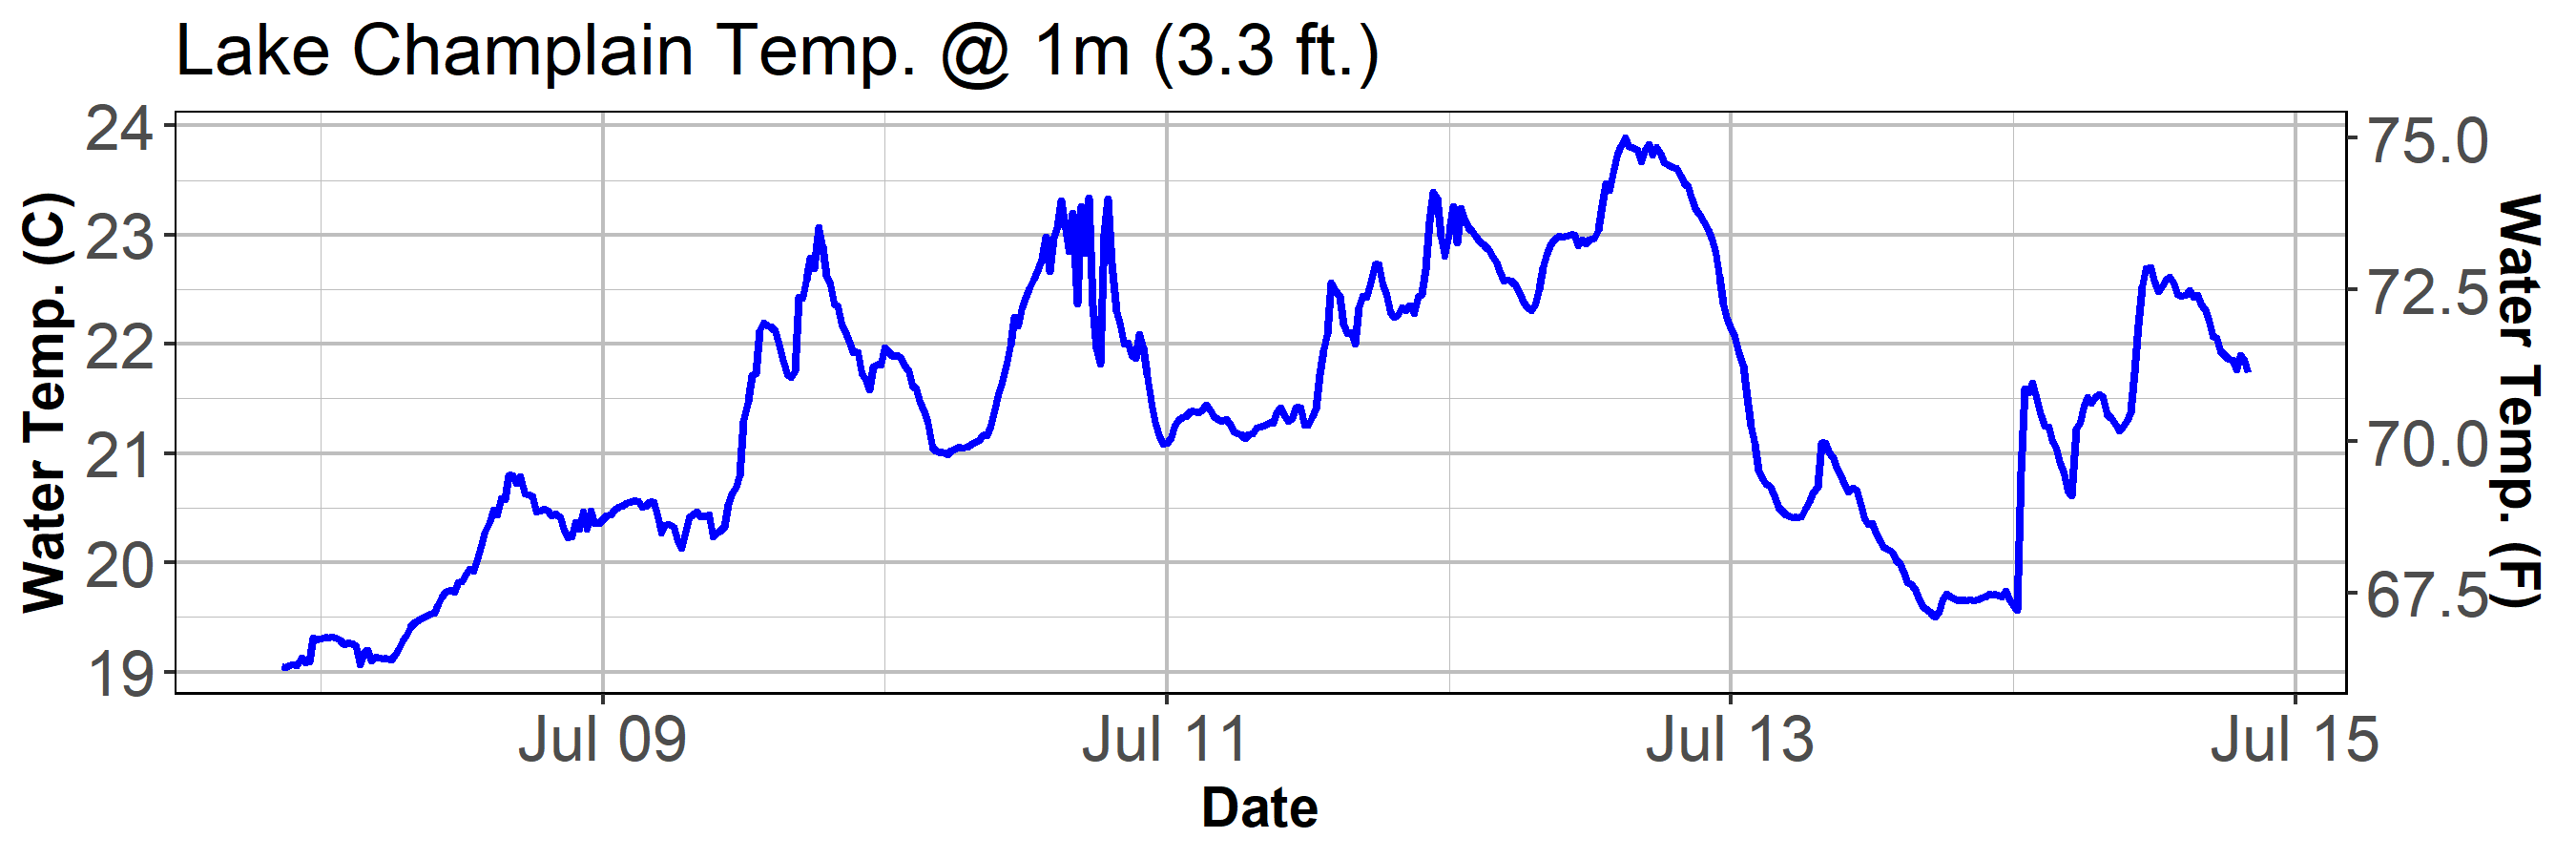 Lake Champlain Temp. @ 1m (3.3 ft.)
Water Temp. (C)
24
23
22
21
20
19
75.0
72.5
70.0
67.5
Water Temp. (F)
Jul 09 Jul 11 Jul 13 Jul 15
Date